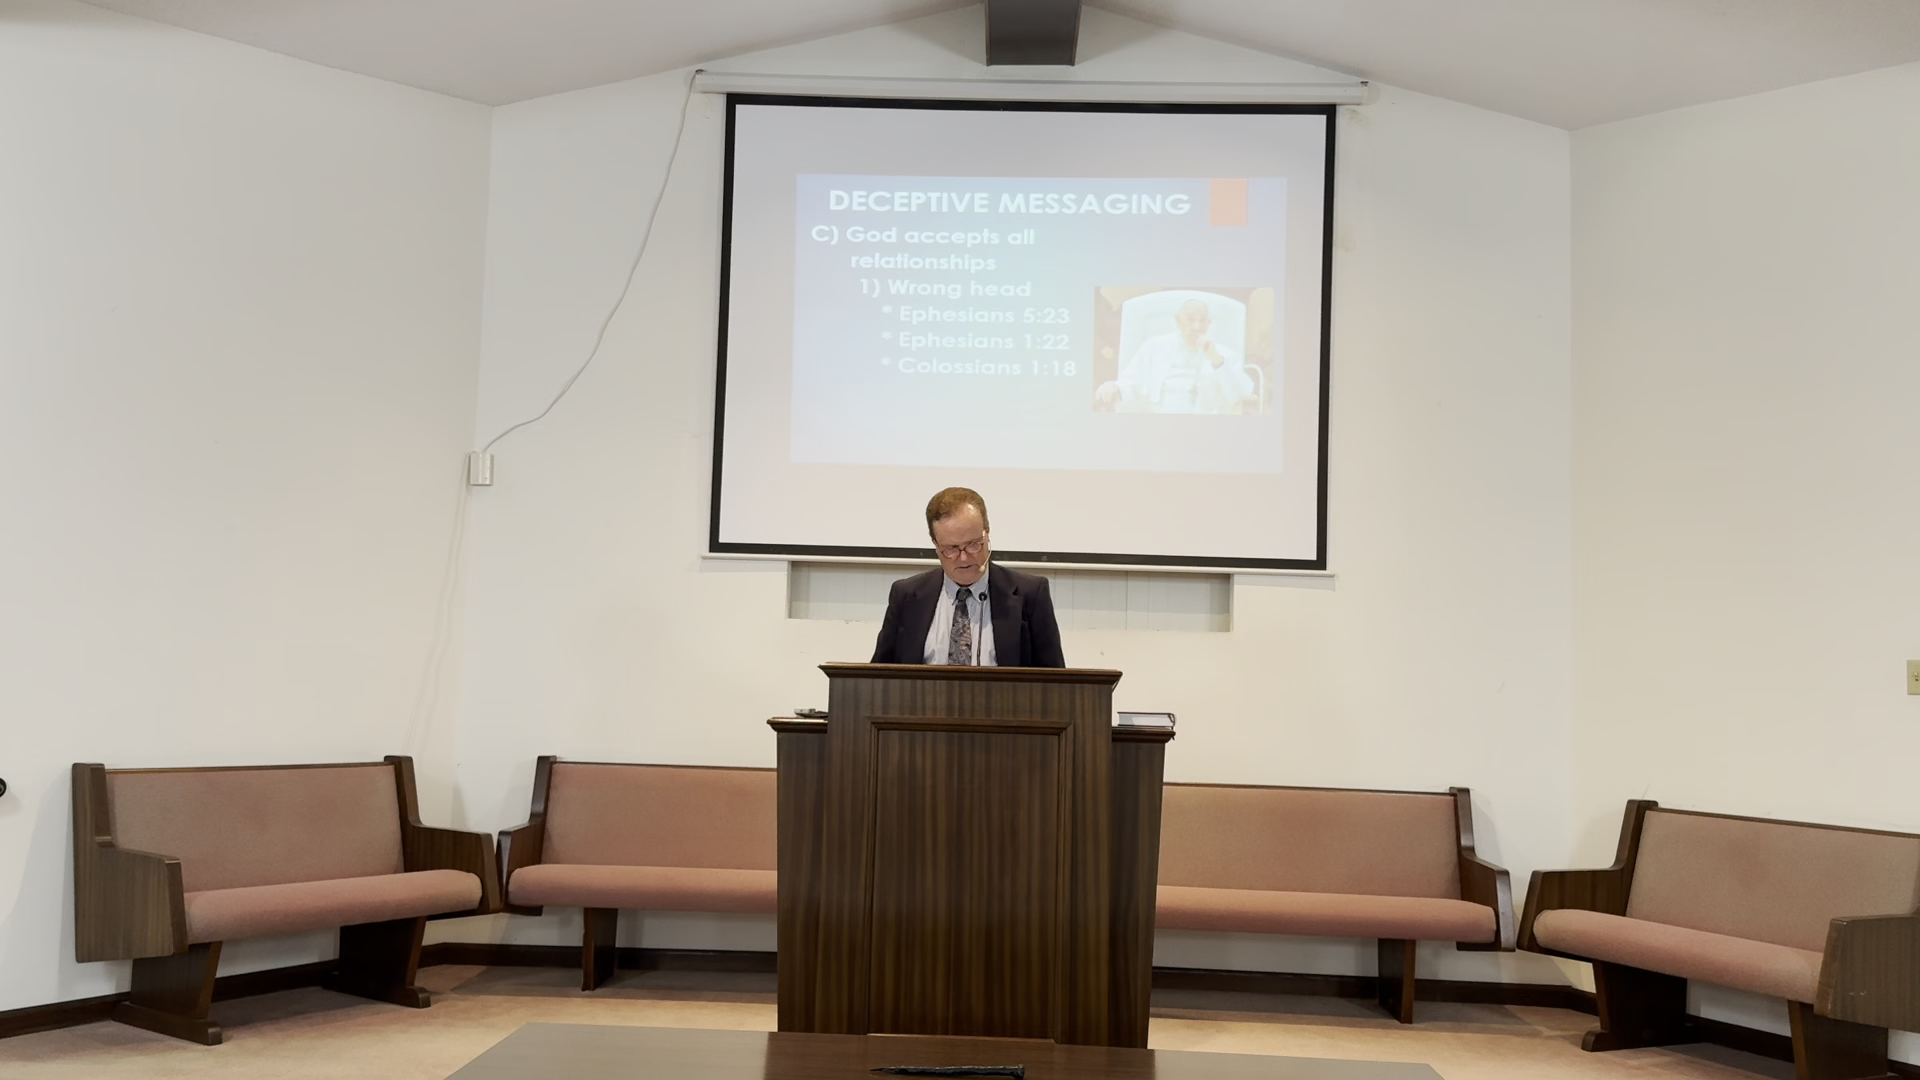 DECEPTIVE MESSAGING
C) God accepts all
relationships
1) Wrong head
* Ephesians 5:23
* Ephesians 1:22
* Colossians 1:18